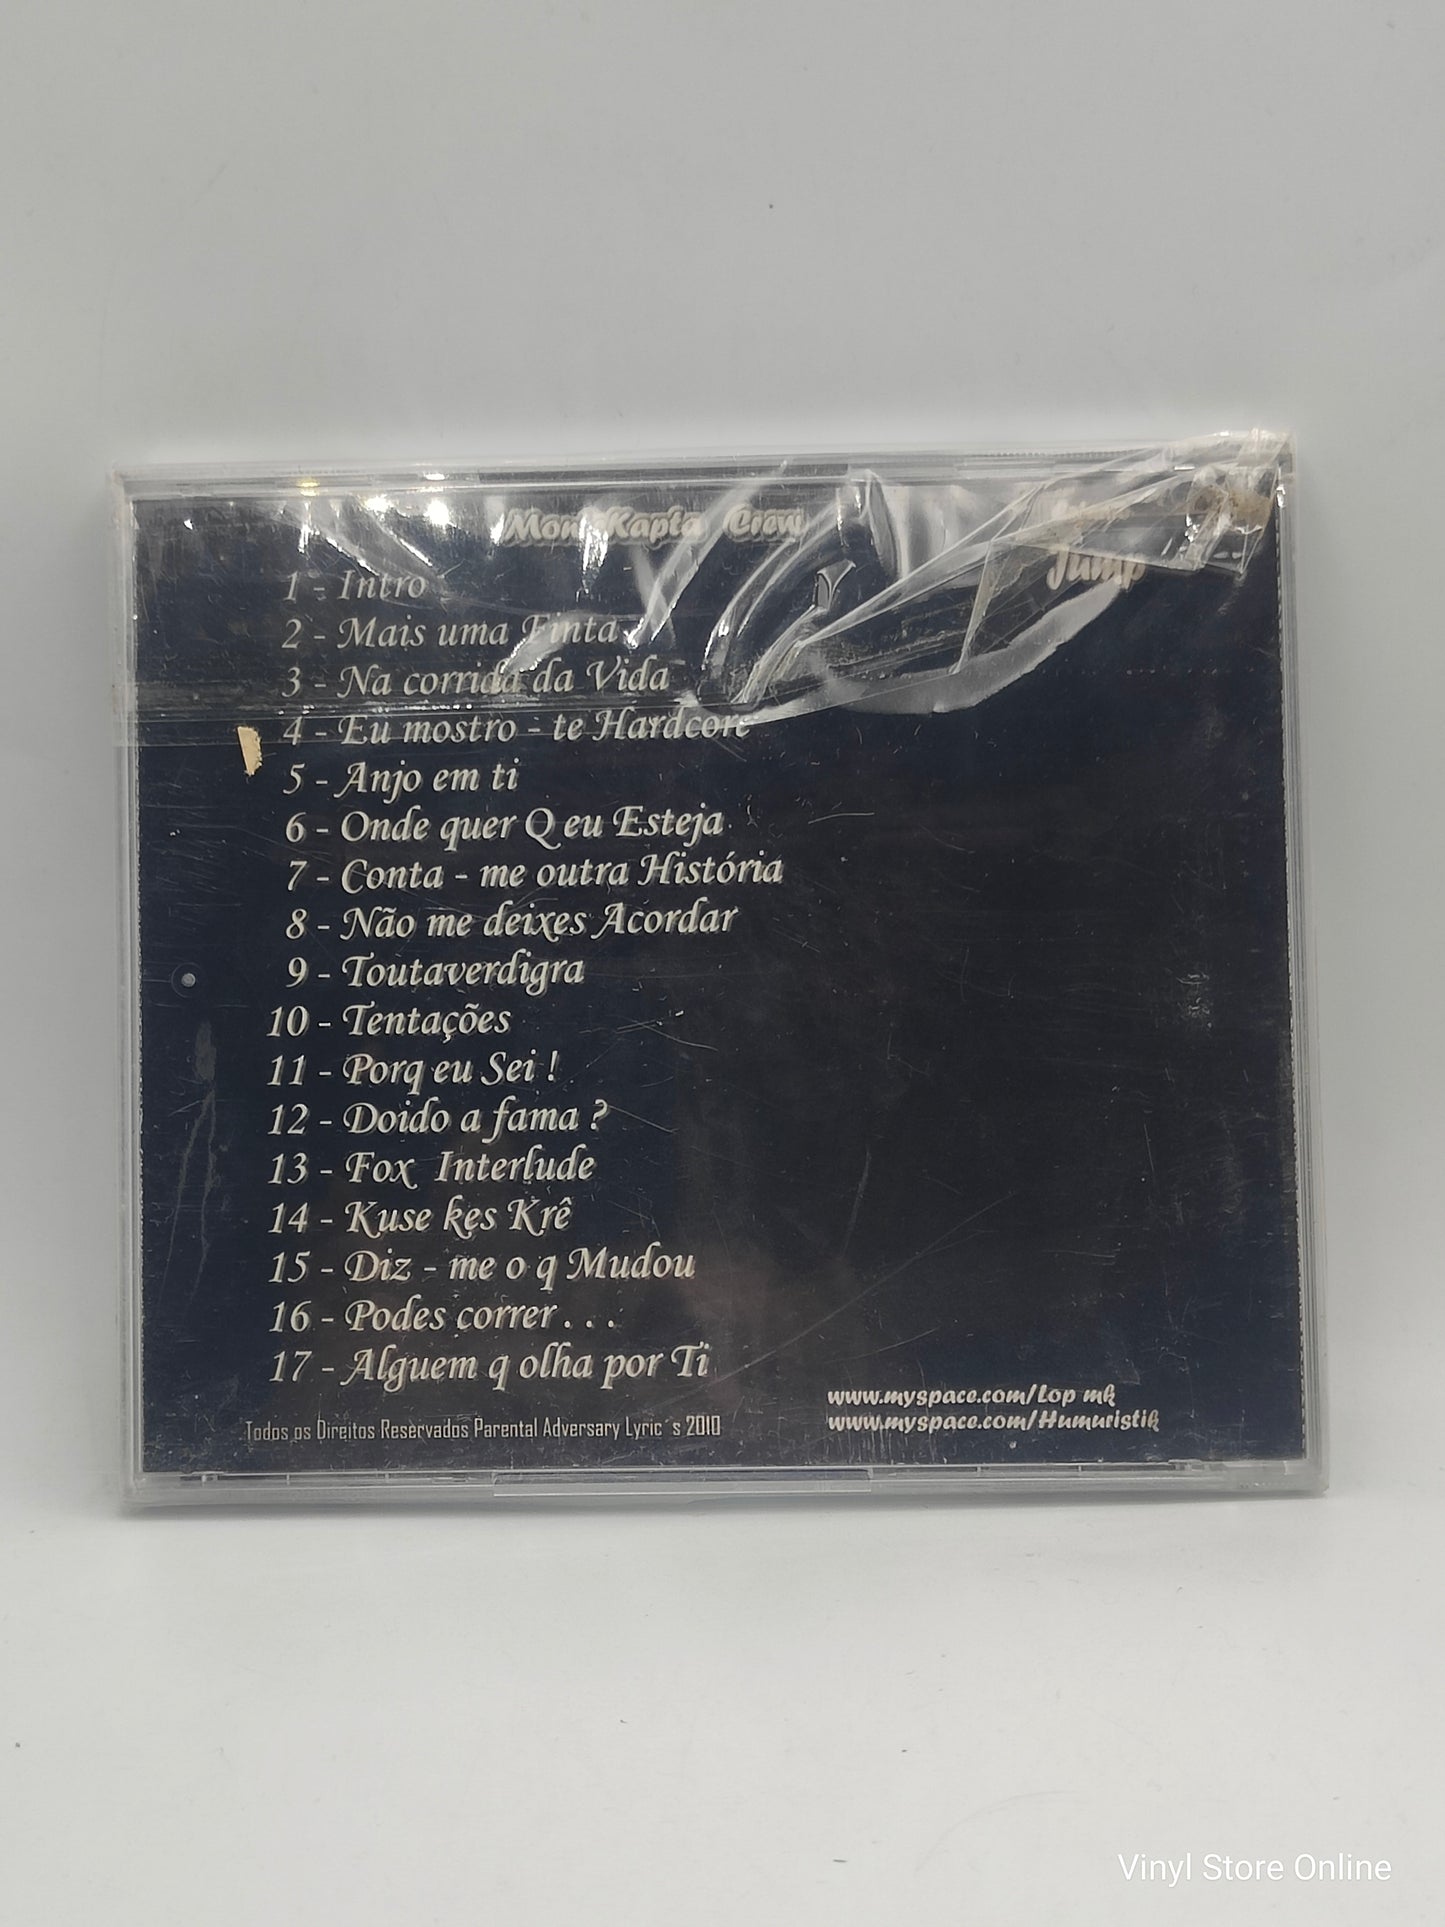 Kapta Crew
Jump
1 - Intro
2 - Mais uma Finta
3 - Na corrida da Vida
4 - Eu mostro - te Hardcore
5 - Anjo em ti
6 - Onde quer Q eu Esteja
7 - Conta - me outra História
8 - Não me deixes Acordar
9 - Toutaverdigra
10 - Tentações
11 - Porq eu Sei !
12 - Doido a fama ?
13 - Fox Interlude
14 - Kuse kes Krê
15 - Diz - me o q Mudou
16 - Podes correr . . .
17 - Alguem q olha por Ti
www.myspace.com/Lop mk
www.myspace.com/Humuristik
Todos os Direitos Reservados Parental Adversary Lyric´s 2010
Vinyl Store Online